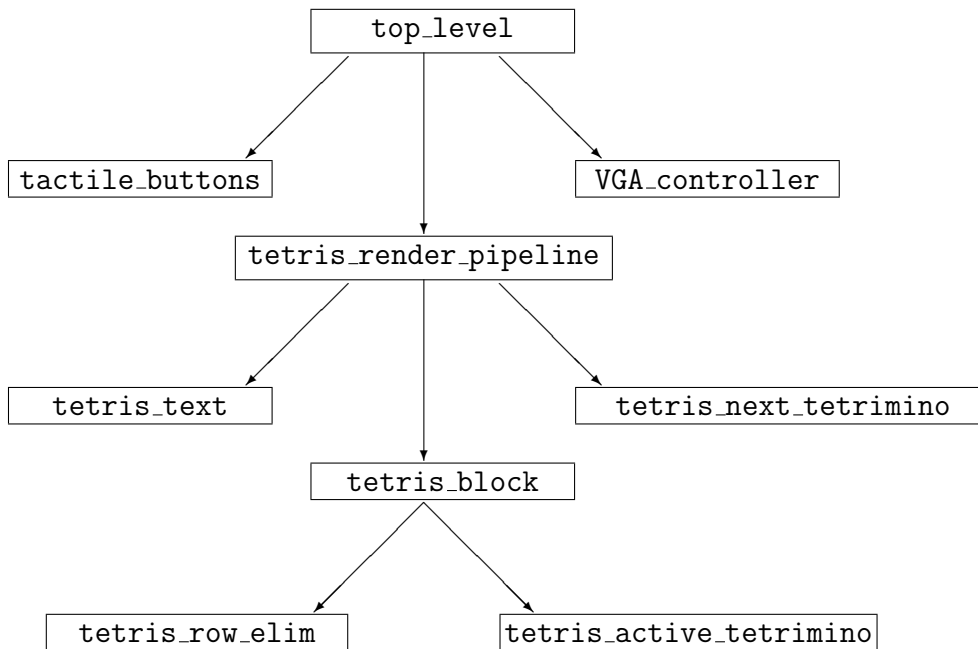 top_level
tactile_buttons
VGA_controller
tetris_render_pipeline
tetris_text
tetris_next_tetrimino
tetris_block
tetris_row_elim
tetris_active_tetrimino